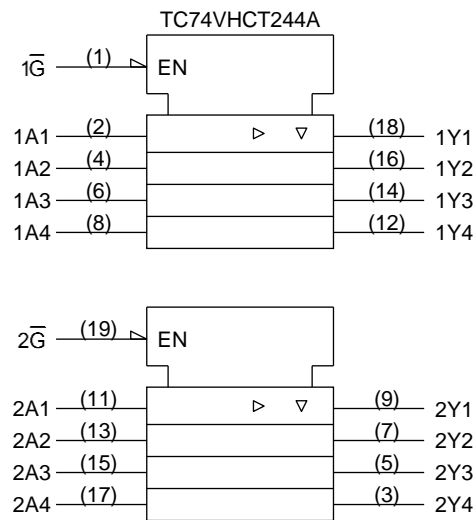 TC74VHCT244A
1G̅ (1) EN
1A1 (2) (18) 1Y1
1A2 (4) (16) 1Y2
1A3 (6) (14) 1Y3
1A4 (8) (12) 1Y4
2G̅ (19) EN
2A1 (11) (9) 2Y1
2A2 (13) (7) 2Y2
2A3 (15) (5) 2Y3
2A4 (17) (3) 2Y4